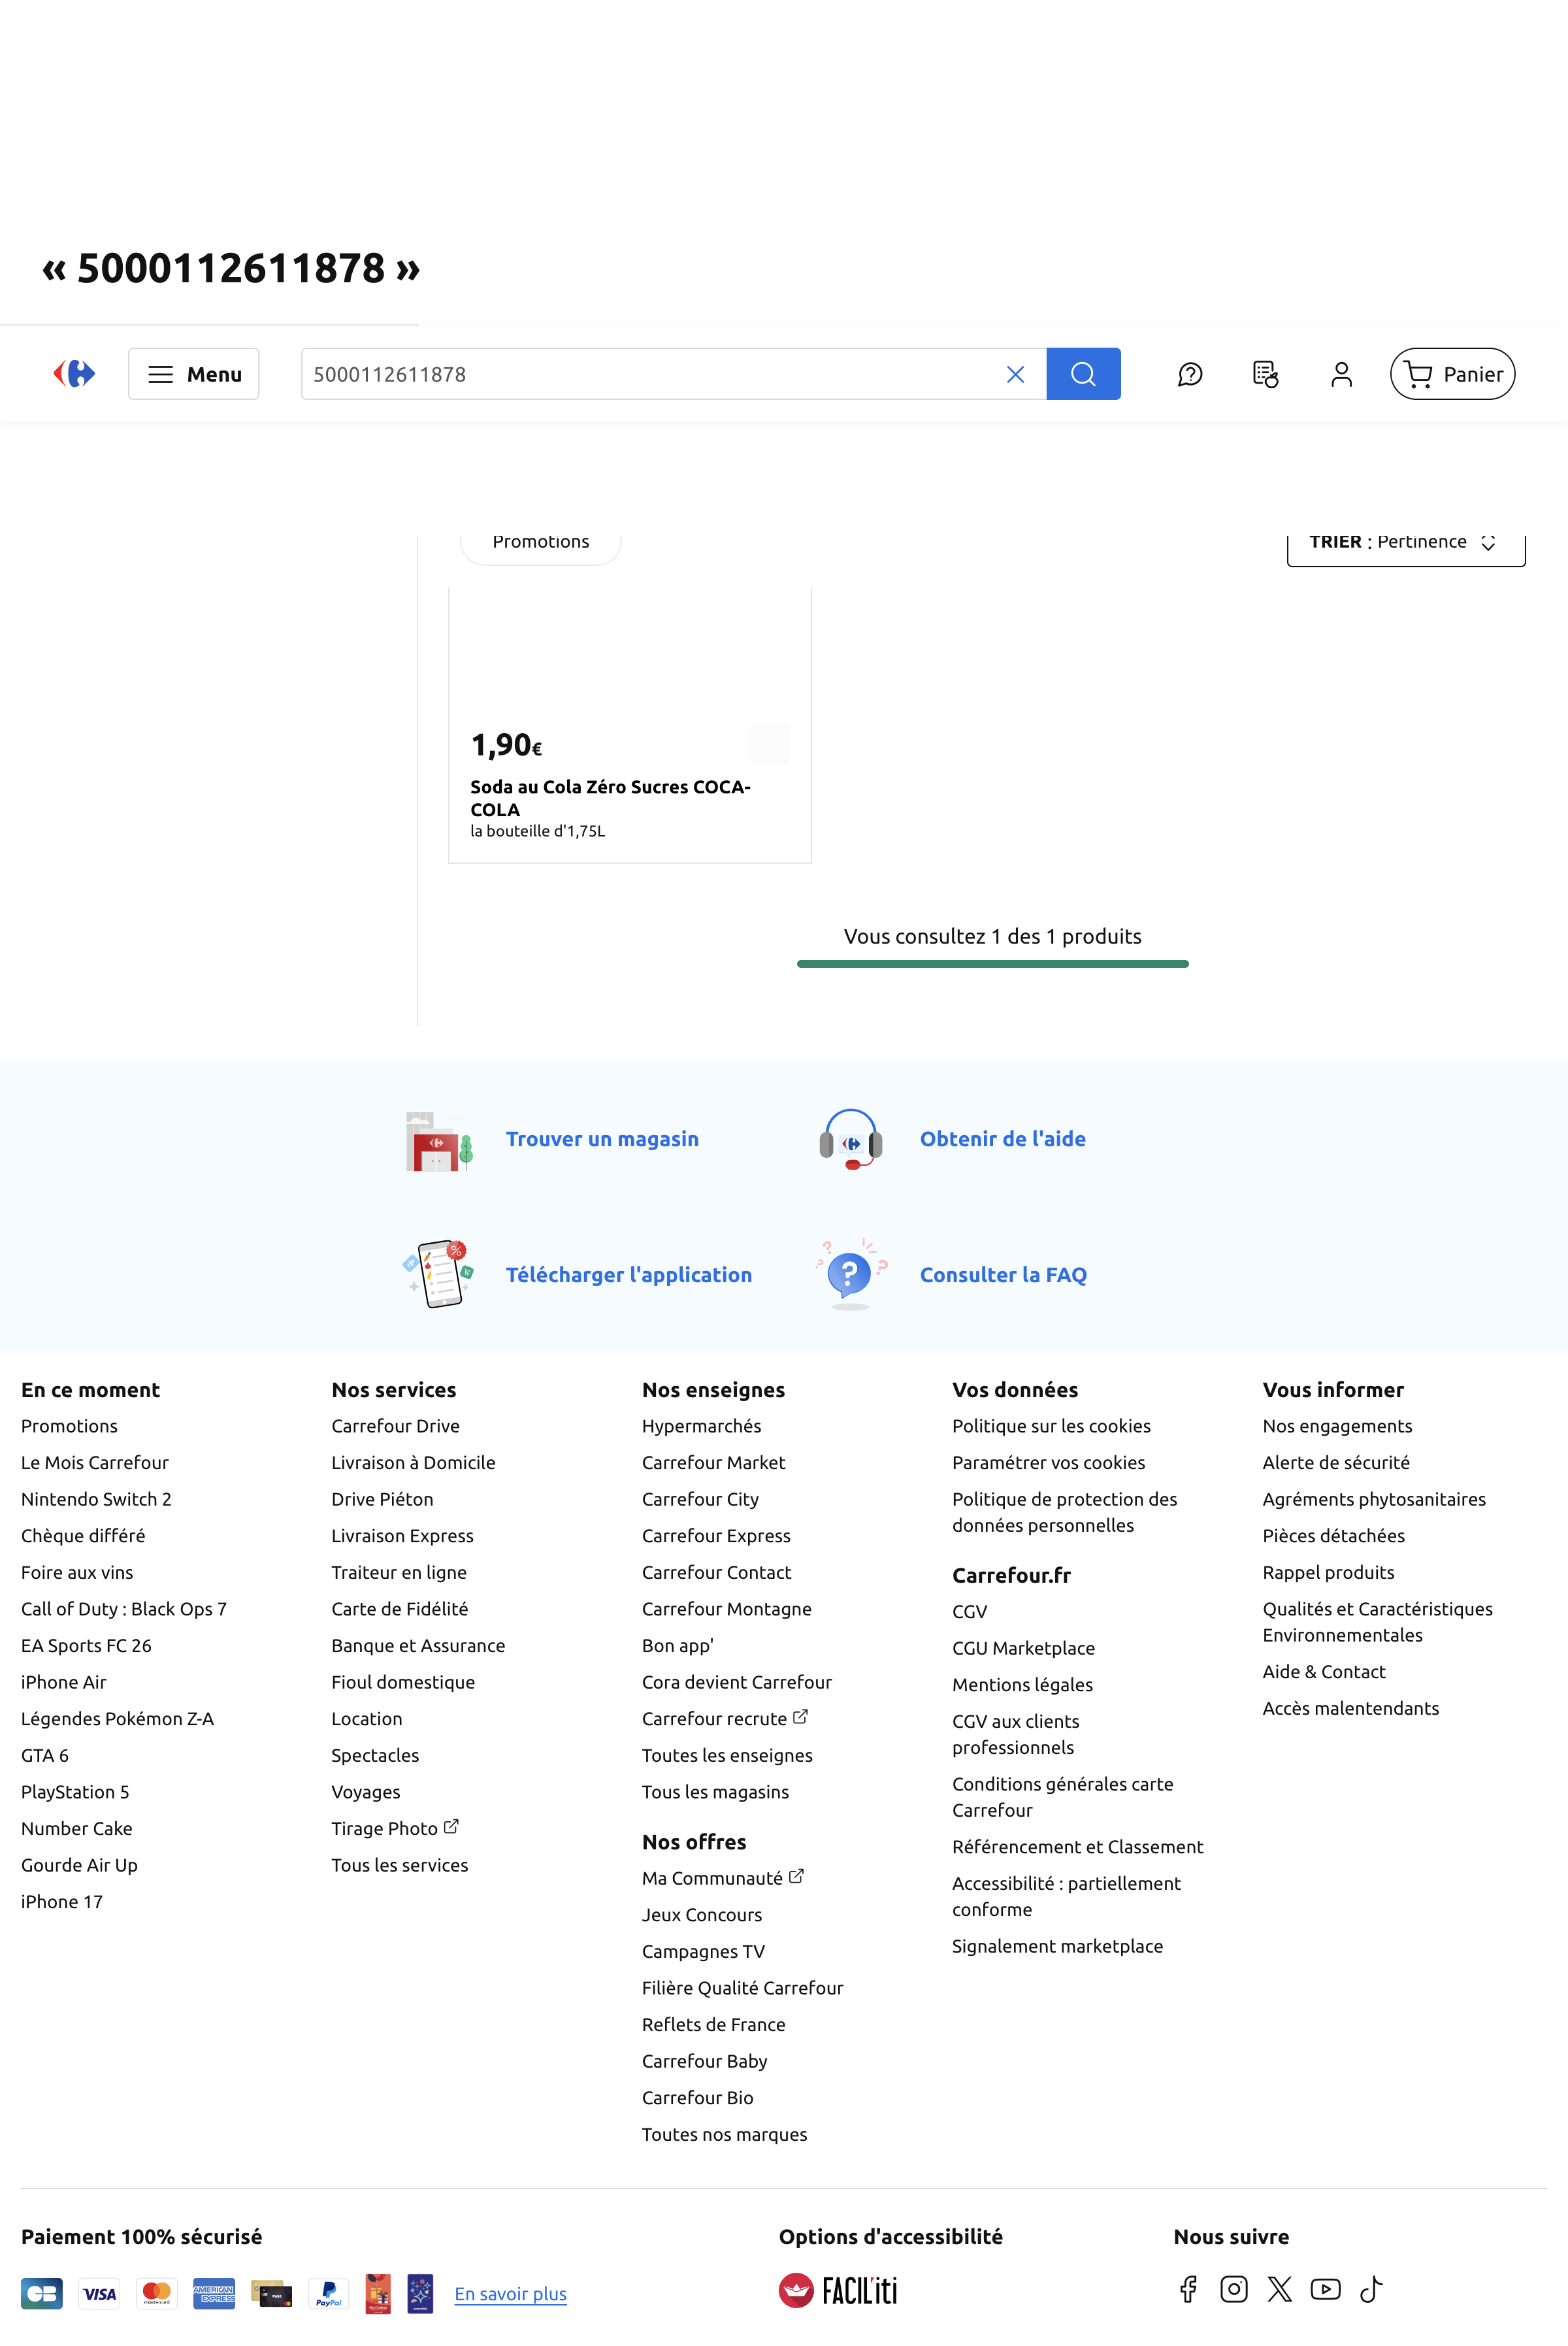 « 5000112611878 »
Menu
5000112611878
Panier
Promotions
TRIER : Pertinence
1,90€
Soda au Cola Zéro Sucres COCA-
COLA
la bouteille d'1,75L
Vous consultez 1 des 1 produits
Trouver un magasin
Obtenir de l'aide
Télécharger l'application
Consulter la FAQ
En ce moment
Promotions
Le Mois Carrefour
Nintendo Switch 2
Chèque différé
Foire aux vins
Call of Duty : Black Ops 7
EA Sports FC 26
iPhone Air
Légendes Pokémon Z-A
GTA 6
PlayStation 5
Number Cake
Gourde Air Up
iPhone 17
Nos services
Carrefour Drive
Livraison à Domicile
Drive Piéton
Livraison Express
Traiteur en ligne
Carte de Fidélité
Banque et Assurance
Fioul domestique
Location
Spectacles
Voyages
Tirage Photo
Tous les services
Nos enseignes
Hypermarchés
Carrefour Market
Carrefour City
Carrefour Express
Carrefour Contact
Carrefour Montagne
Bon app'
Cora devient Carrefour
Carrefour recrute
Toutes les enseignes
Tous les magasins
Nos offres
Ma Communauté
Jeux Concours
Campagnes TV
Filière Qualité Carrefour
Reflets de France
Carrefour Baby
Carrefour Bio
Toutes nos marques
Vos données
Politique sur les cookies
Paramétrer vos cookies
Politique de protection des
données personnelles
Carrefour.fr
CGV
CGU Marketplace
Mentions légales
CGV aux clients
professionnels
Conditions générales carte
Carrefour
Référencement et Classement
Accessibilité : partiellement
conforme
Signalement marketplace
Vous informer
Nos engagements
Alerte de sécurité
Agréments phytosanitaires
Pièces détachées
Rappel produits
Qualités et Caractéristiques
Environnementales
Aide & Contact
Accès malentendants
Paiement 100% sécurisé
CB
VISA
mastercard
AMERICAN
EXPRESS
PASS
PayPal
En savoir plus
Options d'accessibilité
FACIL'iti
Nous suivre